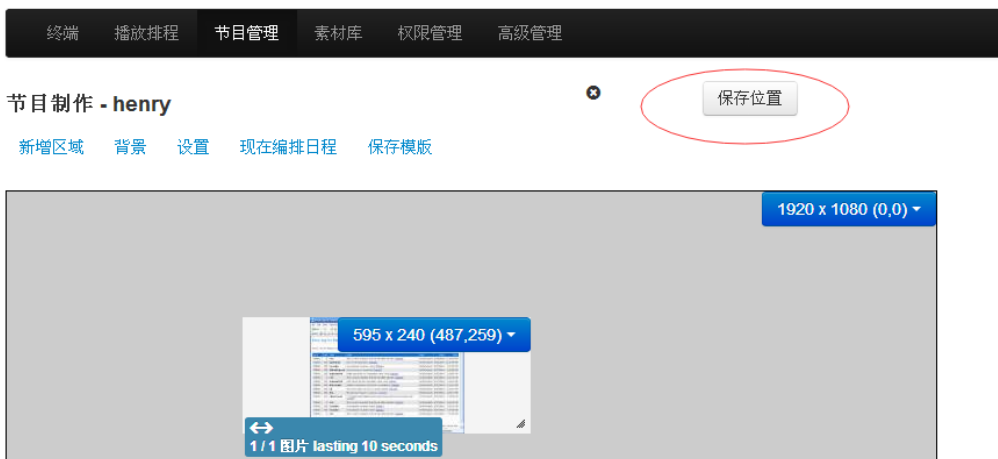 终端 播放排程 节目管理 素材库 权限管理 高级管理
节目制作 - henry
保存位置
新增区域 背景 设置 现在编排日程 保存模版
1920 x 1080 (0,0)
595 x 240 (487,259)
1 / 1 图片 lasting 10 seconds